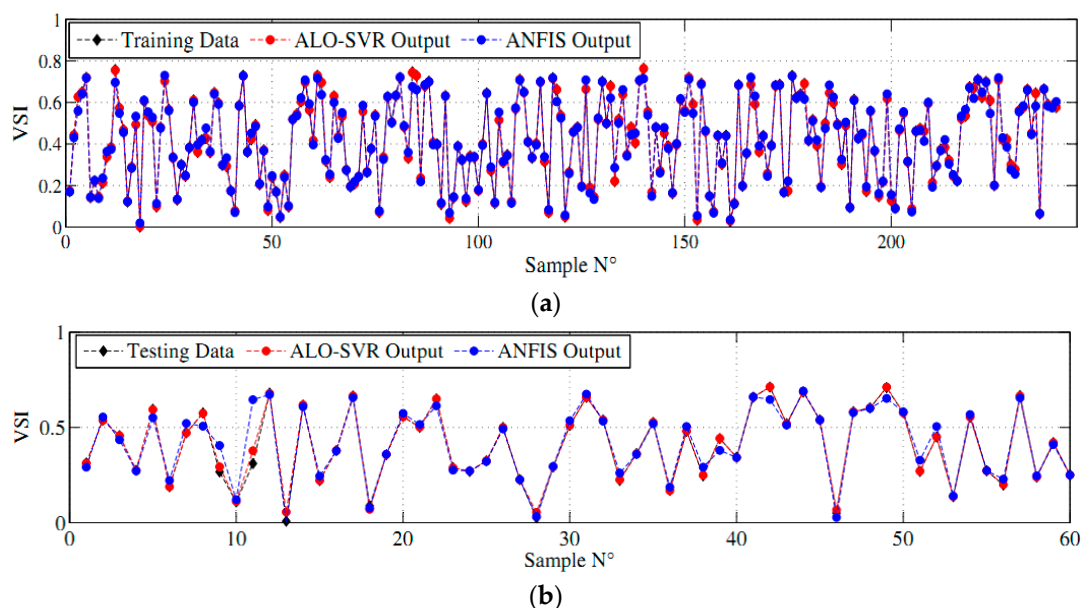 1
Training Data
ALO-SVR Output
ANFIS Output
0.8
0.6
VSI
0.4
0.2
0
0
50
100
150
200
Sample N°
(a)
1
Testing Data
ALO-SVR Output
ANFIS Output
VSI
0.5
0
0
10
20
30
40
50
60
Sample N°
(b)